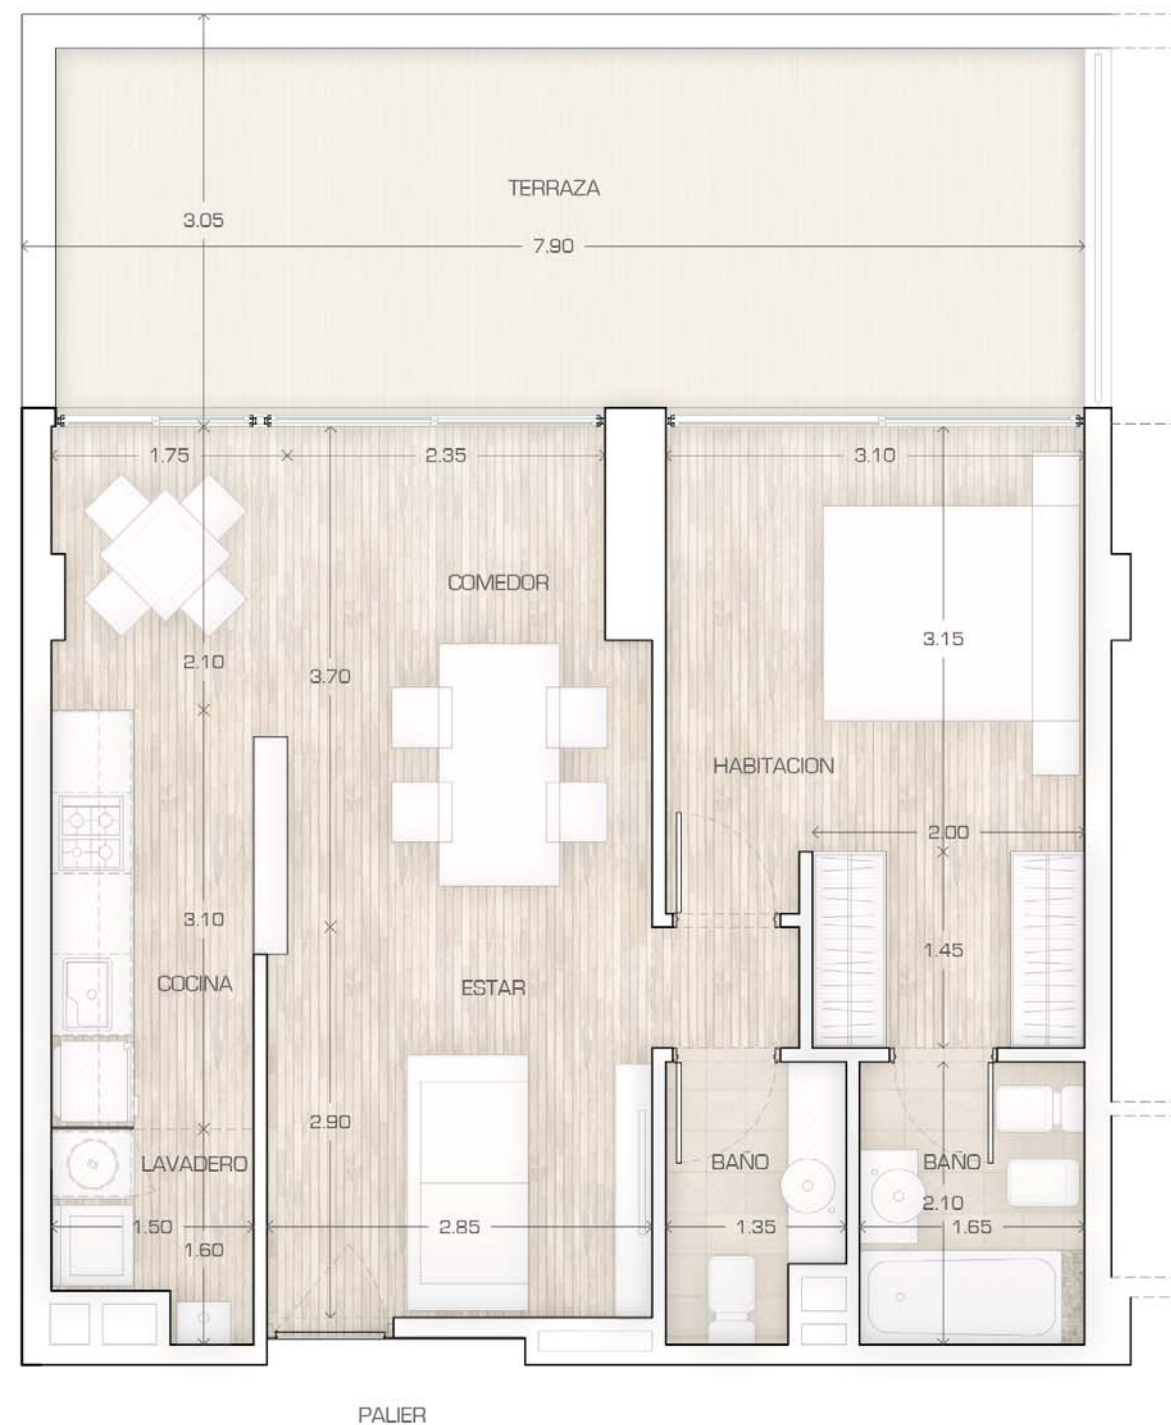 TERRAZA
3.05
7.90
1.75
2.35
3.10
COMEDOR
3.15
2.10
3.70
HABITACION
2.00
3.10
1.45
COCINA
ESTAR
2.90
LAVADERO
BAÑO
BAÑO
2.10
1.50
2.85
1.35
1.65
1.60
PALIER